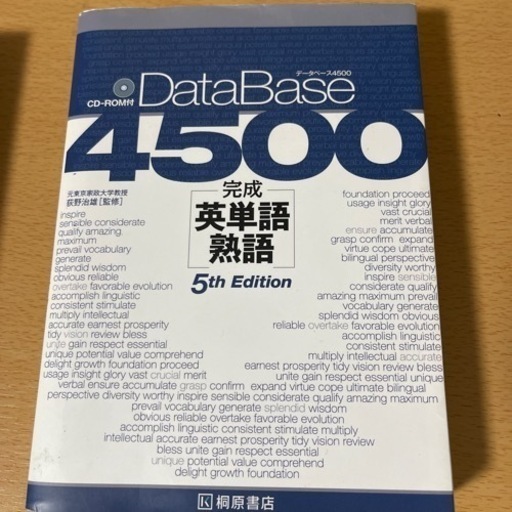 データベース4500
CD-ROM付
DataBase
4500
元東京家政大学教授
荻野治雄[監修]
完成
英単語
熟語
5th Edition
inspire
sensible considerate
qualify amazing
maximum
prevail vocabulary
generate
splendid wisdom
obvious reliable
overtake favorable evolution
accomplish linguistic
consistent stimulate
multiply intellectual
accurate earnest prosperity
tidy vision review bless
unite gain respect essential
unique potential value comprehend
delight growth foundation proceed
usage insight glory vast crucial merit
foundation proceed
usage insight glory
vast crucial
merit verbal
ensure accumulate
grasp confirm expand
virtue cope ultimate
bilingual perspective
diversity worthy
inspire sensible
considerate qualify
amazing maximum prevail
vocabulary generate
splendid wisdom obvious
reliable overtake favorable evolution
accomplish linguistic
consistent stimulate
multiply intellectual accurate
earnest prosperity tidy vision review bless
unite gain respect essential unique
verbal ensure accumulate grasp confirm expand virtue cope ultimate bilingual
perspective diversity worthy inspire sensible considerate qualify amazing maximum
prevail vocabulary generate splendid wisdom
obvious reliable overtake favorable evolution
accomplish linguistic consistent stimulate multiply
intellectual accurate earnest prosperity tidy vision review
bless unite gain respect essential
unique potential value comprehend
delight growth foundation
桐原書店